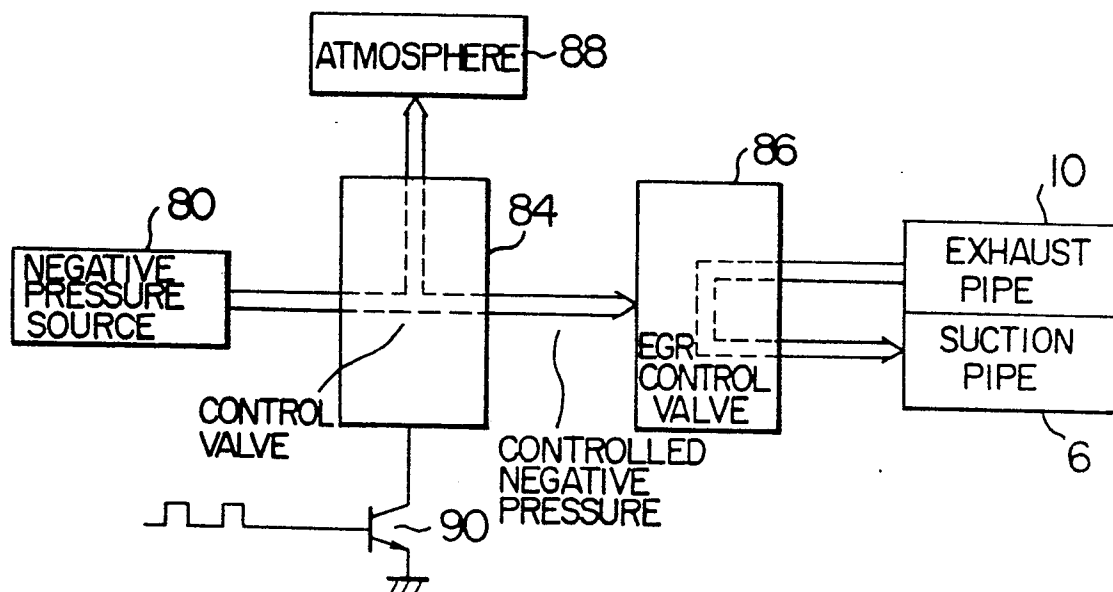 ATMOSPHERE
88
80
NEGATIVE
PRESSURE
SOURCE
84
CONTROL
VALVE
CONTROLLED
NEGATIVE
PRESSURE
90
86
EGR
CONTROL
VALVE
10
EXHAUST
PIPE
SUCTION
PIPE
6